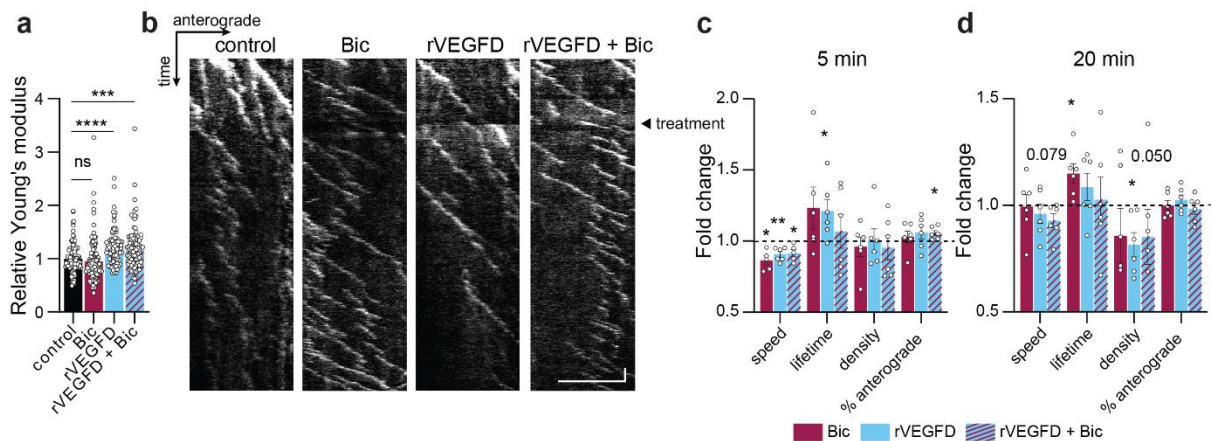 a
Relative Young's modulus
4
3
2
1
0
***
****
ns
control
Bic
rVEGFD
rVEGFD + Bic
b
anterograde
time
control Bic rVEGFD rVEGFD + Bic
treatment
c
5 min
Fold change
2.0
1.5
1.0
0.5
* ** * * *
speed
lifetime
density
% anterograde
d
20 min
Fold change
1.5
1.0
0.5
0.079 * * 0.050
speed
lifetime
density
% anterograde
Bic rVEGFD rVEGFD + Bic